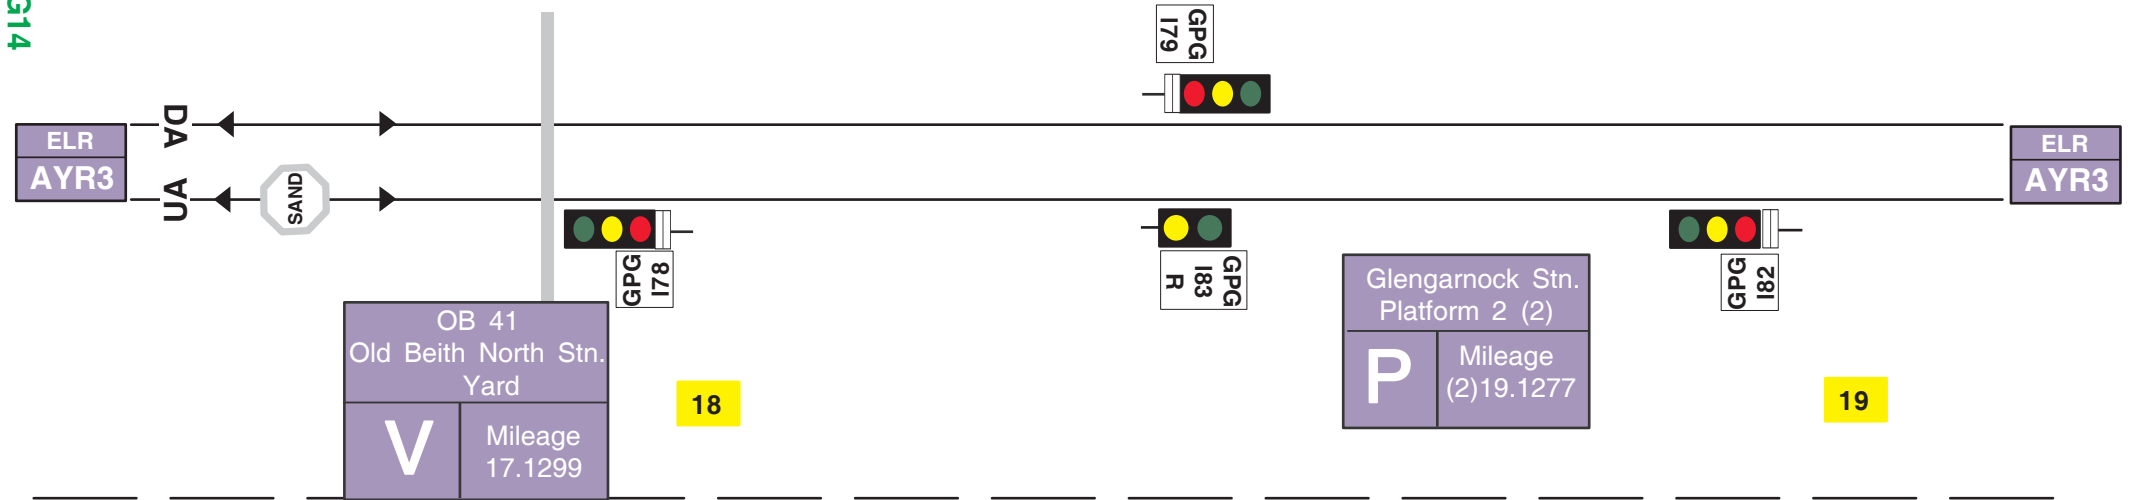 G14
GPG
I79
DA
ELR
AYR3
UA
SAND
ELR
AYR3
GPG
I78
GPG
I83
R
GPG
I82
OB 41
Old Beith North Stn.
Yard
V
Mileage
17.1299
18
Glengarnock Stn.
Platform 2 (2)
P
Mileage
(2)19.1277
19